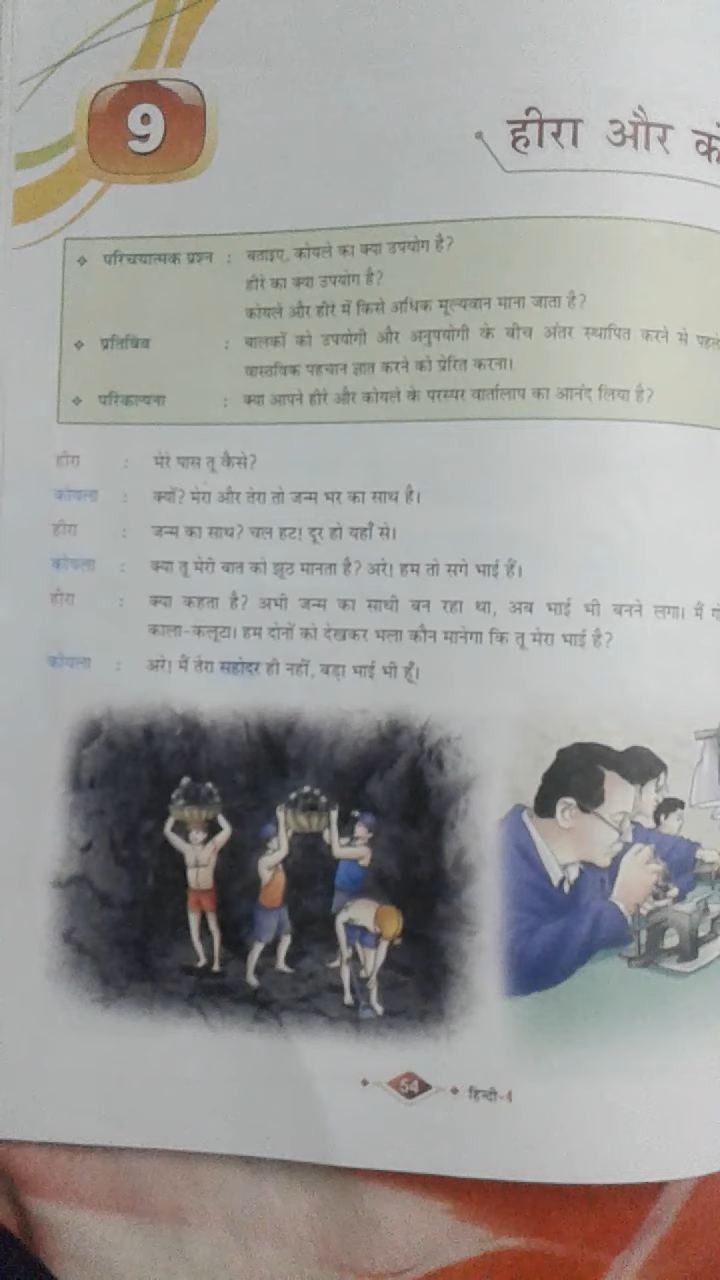 9
हीरा और
❖ परिचयात्मक प्रश्न : बताइए, कोयले का क्या उपयोग है?
हीरे का क्या उपयोग है?
कोयले और हीरे में किसे अधिक मूल्यवान माना जाता है?
❖ प्रतिबिंब : बालकों को उपयोगी और अनुपयोगी के बीच अंतर स्थापित करने से पहले
वास्तविक पहचान ज्ञात करने को प्रेरित करना।
❖ परिकल्पना : क्या आपने हीरे और कोयले के परस्पर वार्तालाप का आनंद लिया है?
हीरा : मेरे पास तू कैसे?
कोयला : क्यों? मेरा और तेरा तो जन्म भर का साथ है।
हीरा : जन्म का साथ? चल हट! दूर हो यहाँ से।
कोयला : क्या तू मेरी बात को झूठ मानता है? अरे! हम तो सगे भाई हैं।
हीरा : क्या कहता है? अभी जन्म का साथी बन रहा था, अब भाई भी बनने लगा। मैं
काला-कलूटा। हम दोनों को देखकर भला कौन मानेगा कि तू मेरा भाई है?
कोयला : अरे! मैं तेरा सहोदर ही नहीं, बड़ा भाई भी हूँ।
54 हिन्दी-4